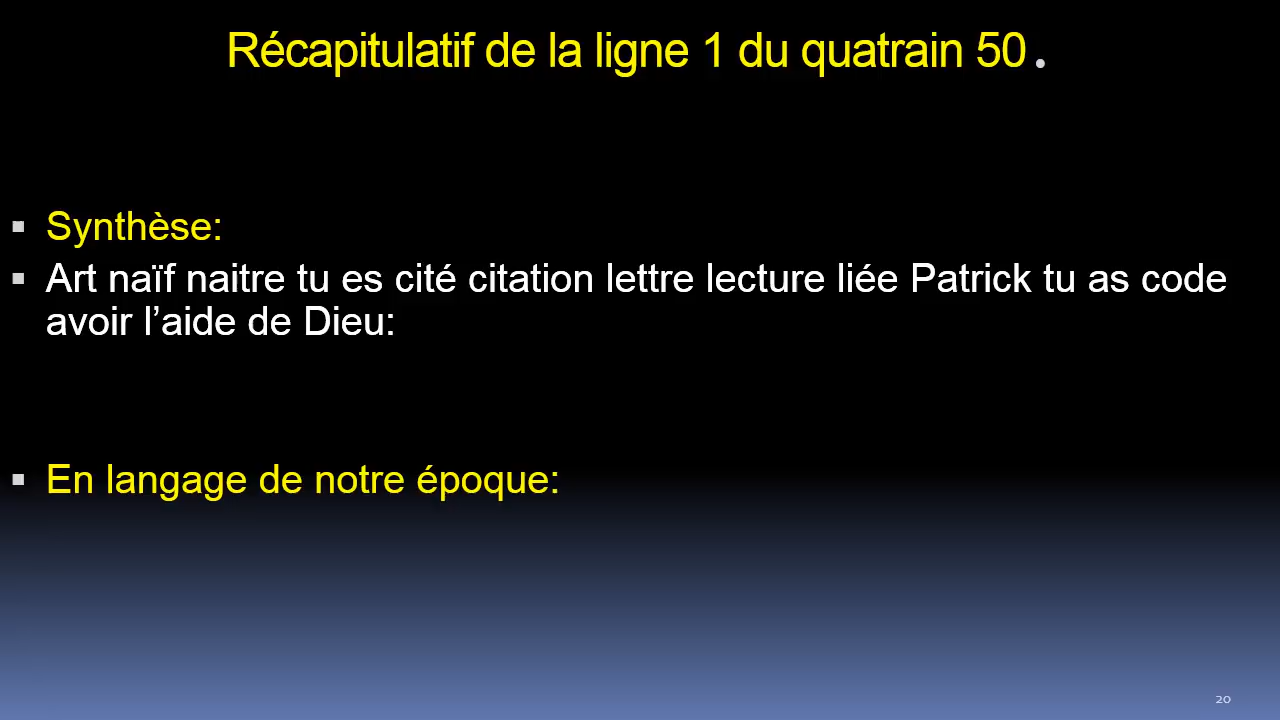 Récapitulatif de la ligne 1 du quatrain 50.
Synthèse:
Art naïf naitre tu es cité citation lettre lecture liée Patrick tu as code
avoir l’aide de Dieu:
En langage de notre époque:
20